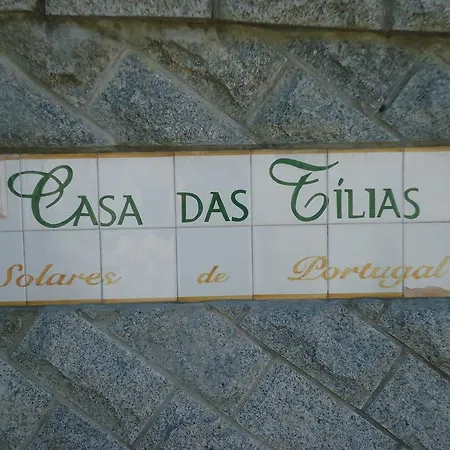 Casa das Tílias
Solares de Portugal